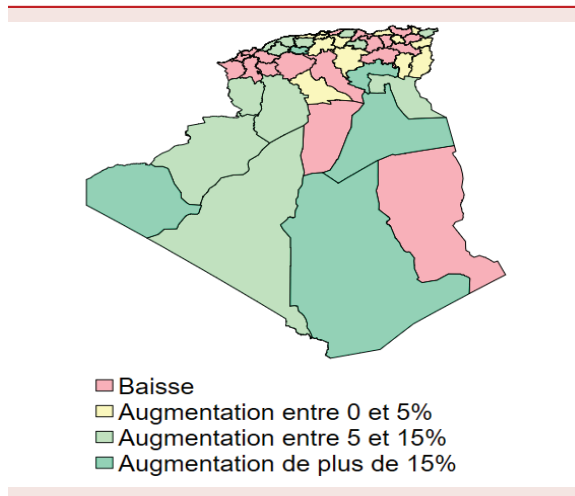 Baisse
Augmentation entre 0 et 5%
Augmentation entre 5 et 15%
Augmentation de plus de 15%